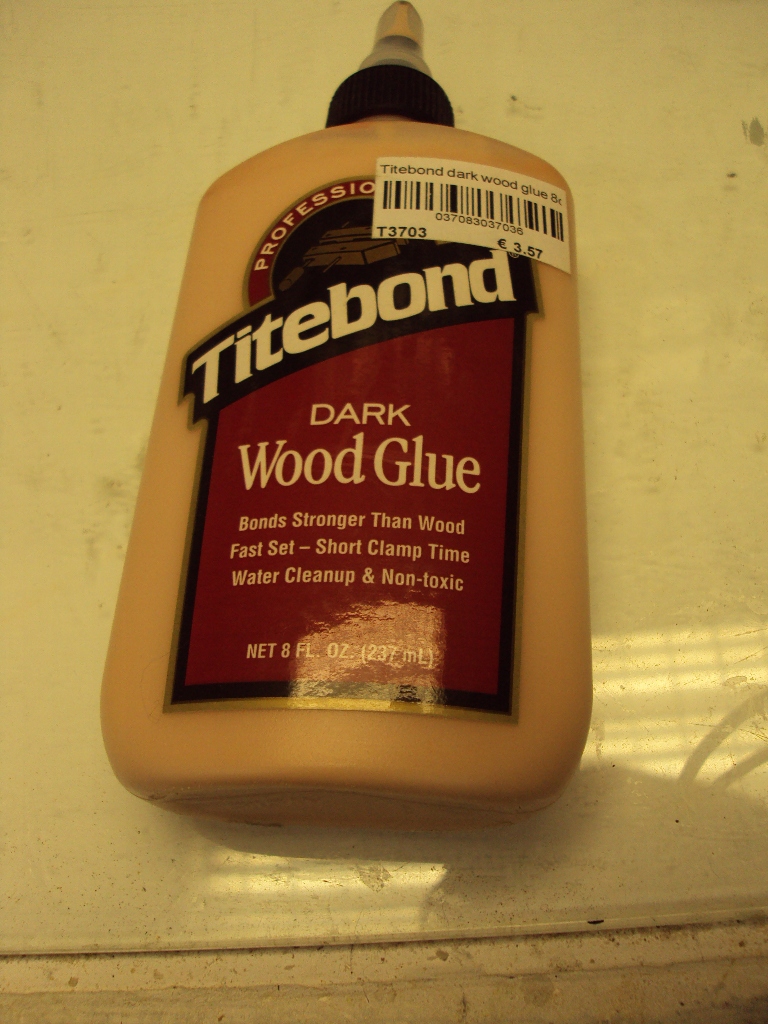 Titebond dark wood glue 8
037083037036
T3703
€ 3.57
Titebond®
DARK
Wood Glue
Bonds Stronger Than Wood
Fast Set – Short Clamp Time
Water Cleanup & Non-toxic
NET 8 FL. OZ. (237 mL)